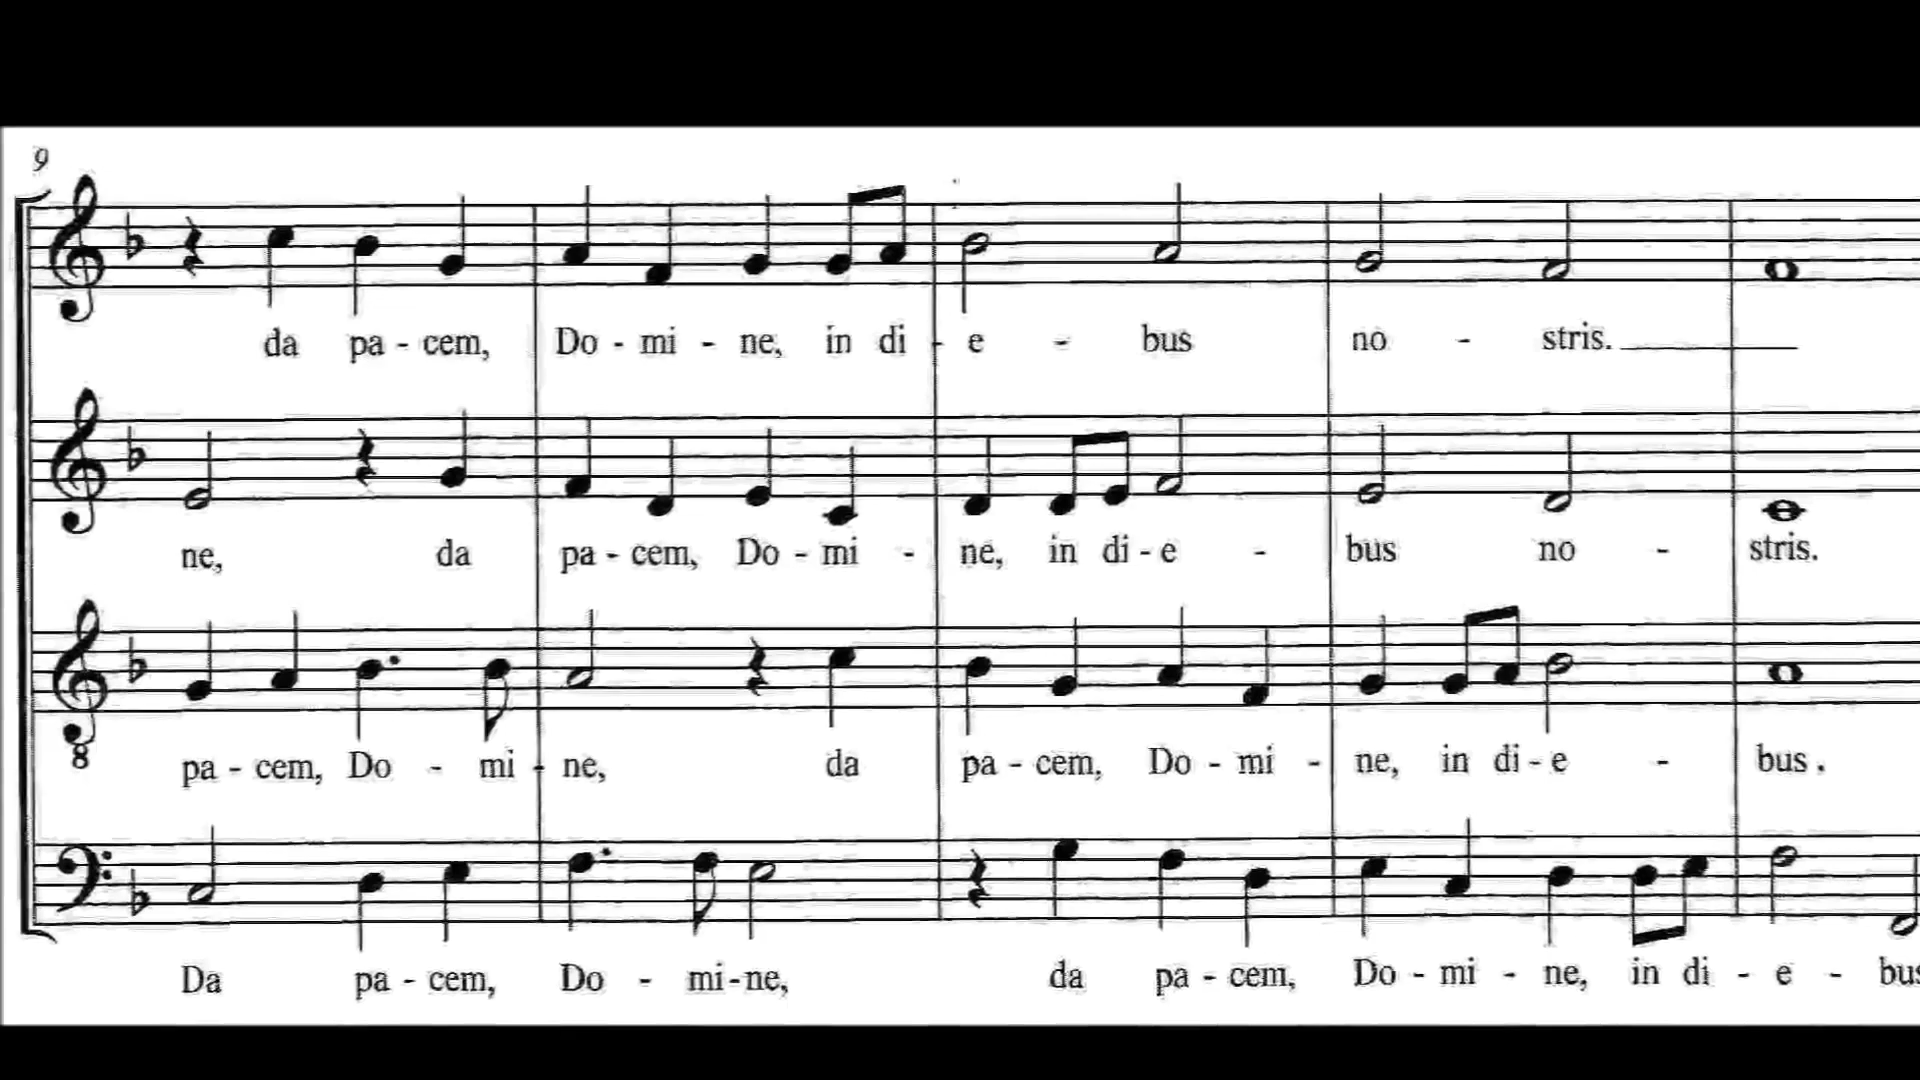 9
da pa - cem, Do - mi - ne, in di - e - bus no - stris.
ne, da pa - cem, Do - mi - ne, in di - e - bus no - stris.
8
pa - cem, Do - mi - ne, da pa - cem, Do - mi - ne, in di - e - bus.
Da pa - cem, Do - mi - ne, da pa - cem, Do - mi - ne, in di - e - bus